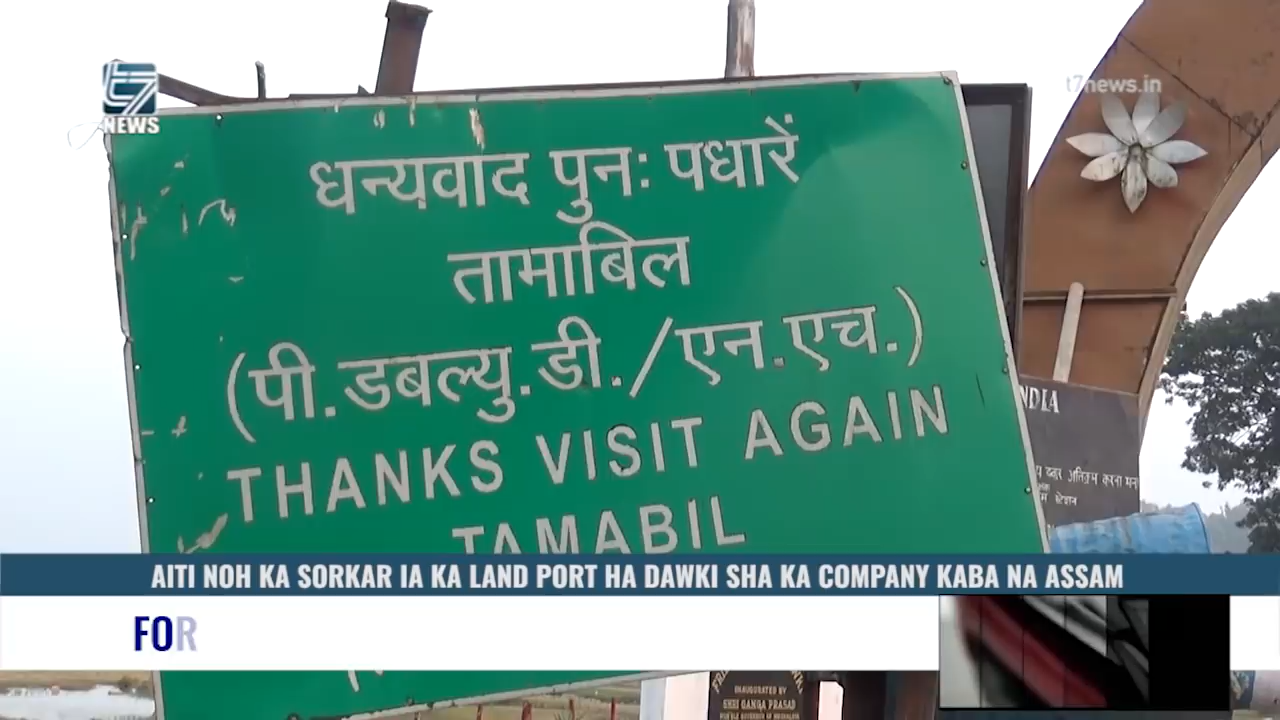 T7
NEWS
t7news.in
धन्यवाद पुनः पधारें
तामाबिल
(पी.डबल्यु.डी./एन.एच.)
THANKS VISIT AGAIN
TAMABIL
NDIA
AITI NOH KA SORKAR IA KA LAND PORT HA DAWKI SHA KA COMPANY KABA NA ASSAM
FOR
INAUGURATED BY
SHRI GANGA PRASAD